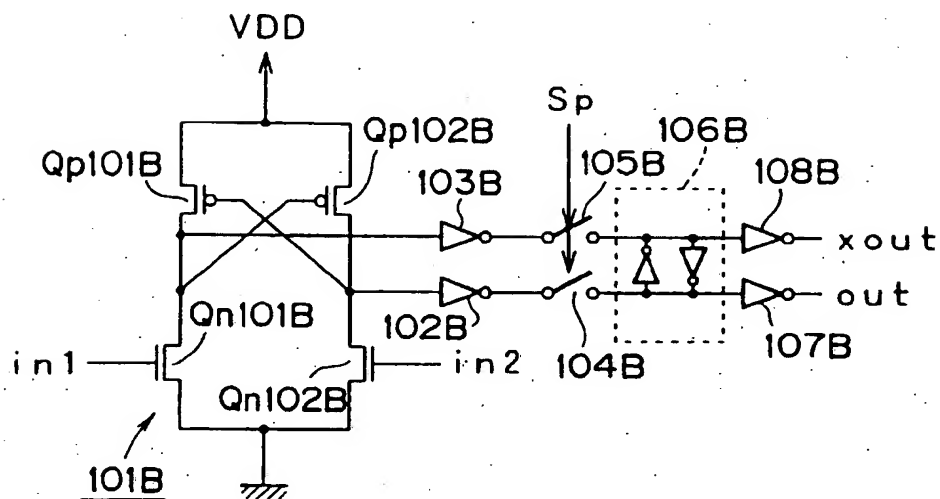 VDD
Sp
106B
Qp102B
Qp101B
105B
103B
108B
xout
out
102B
104B
107B
Qn101B
in1
in2
Qn102B
101B